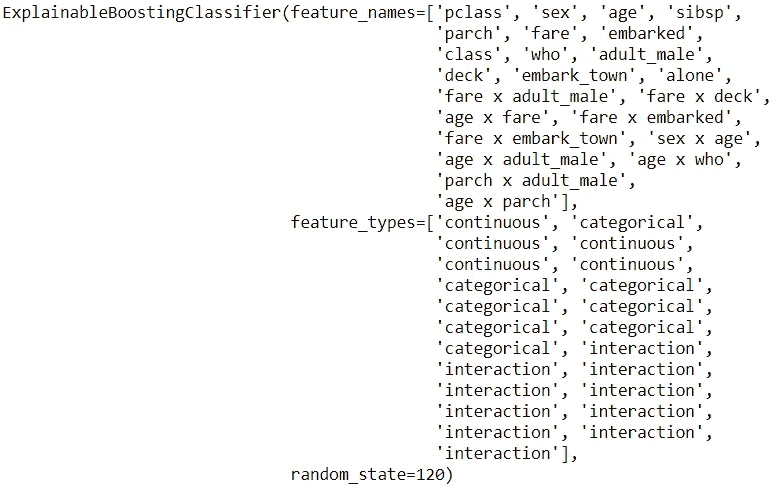 ExplainableBoostingClassifier(feature_names=['pclass', 'sex', 'age', 'sibsp',
'parch', 'fare', 'embarked',
'class', 'who', 'adult_male',
'deck', 'embark_town', 'alone',
'fare x adult_male', 'fare x deck',
'age x fare', 'fare x embarked',
'fare x embark_town', 'sex x age',
'age x adult_male', 'age x who',
'parch x adult_male',
'age x parch'],
feature_types=['continuous', 'categorical',
'continuous', 'continuous',
'continuous', 'continuous',
'categorical', 'categorical',
'categorical', 'categorical',
'categorical', 'categorical',
'categorical', 'interaction',
'interaction', 'interaction',
'interaction', 'interaction',
'interaction', 'interaction',
'interaction', 'interaction',
'interaction'],
random_state=120)